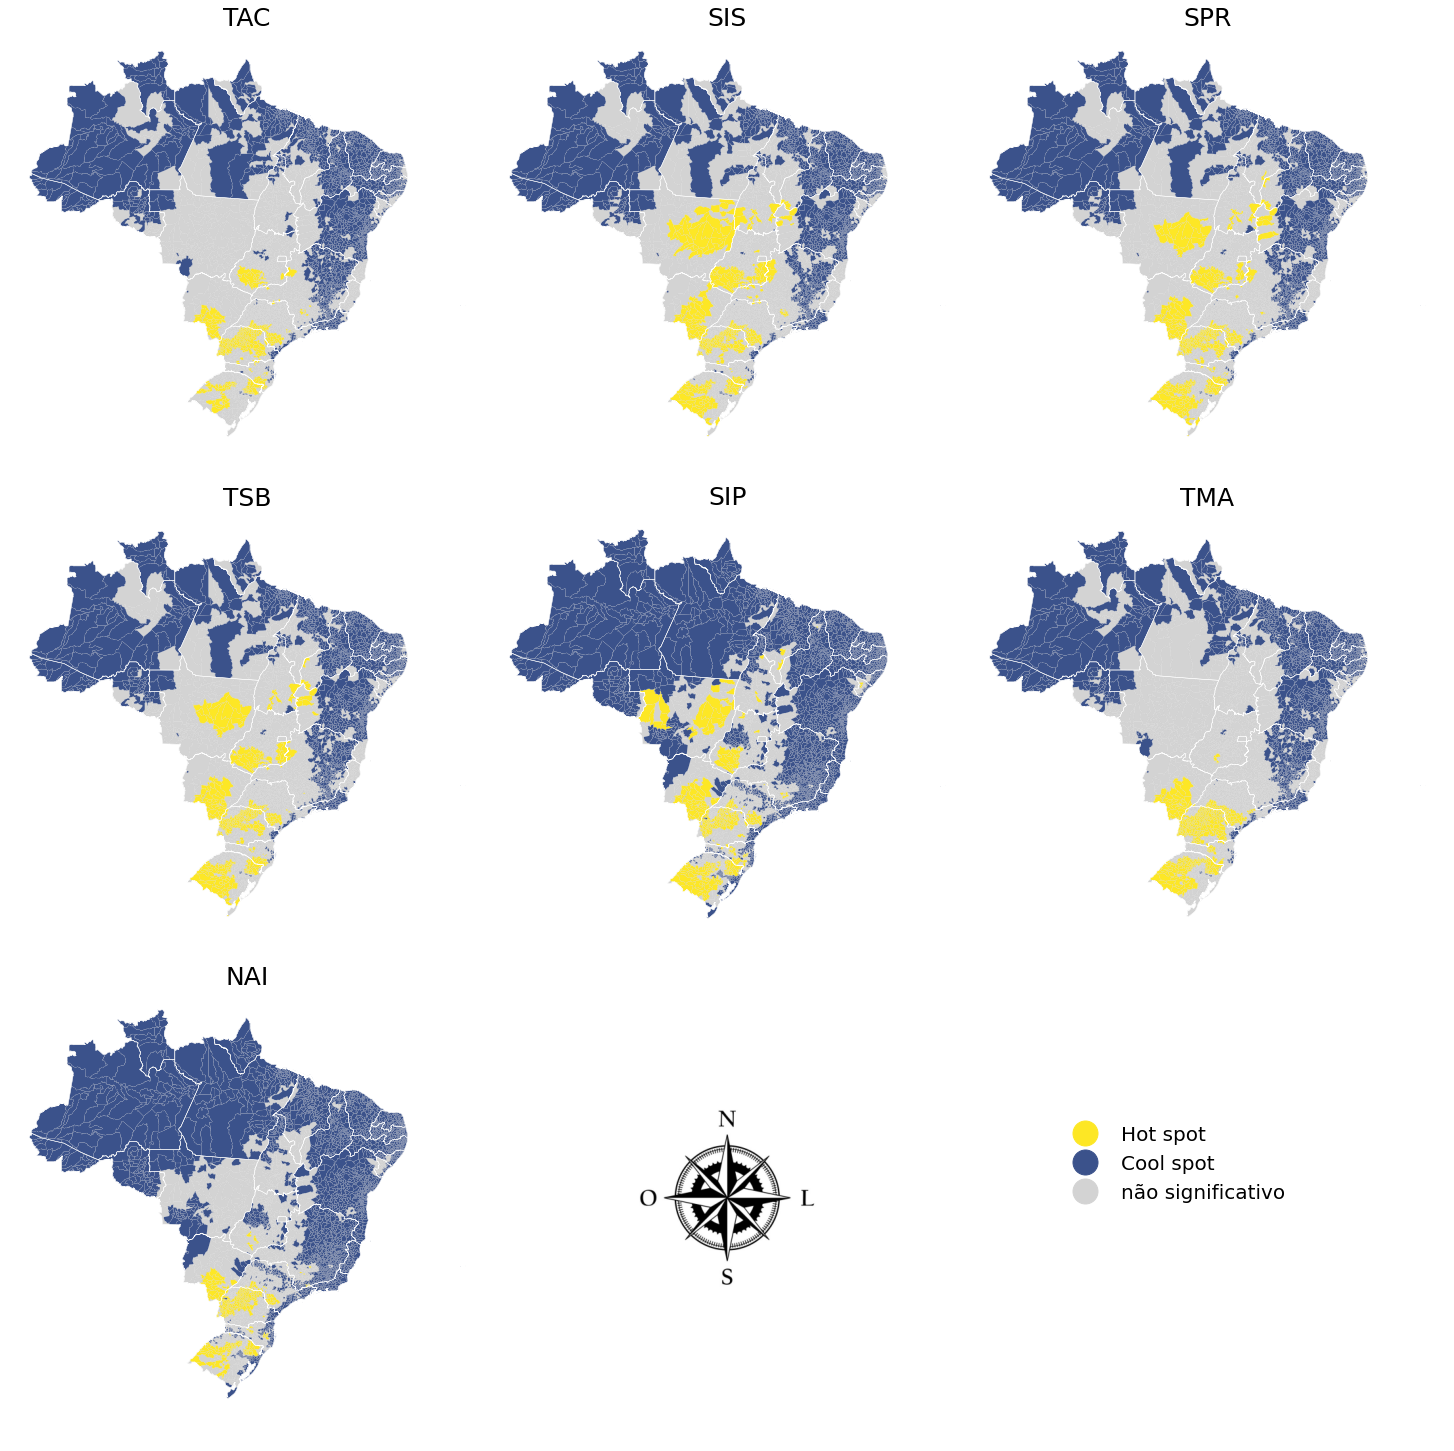 TAC
SIS
SPR
TSB
SIP
TMA
NAI
N
O
L
S
Hot spot
Cool spot
não significativo